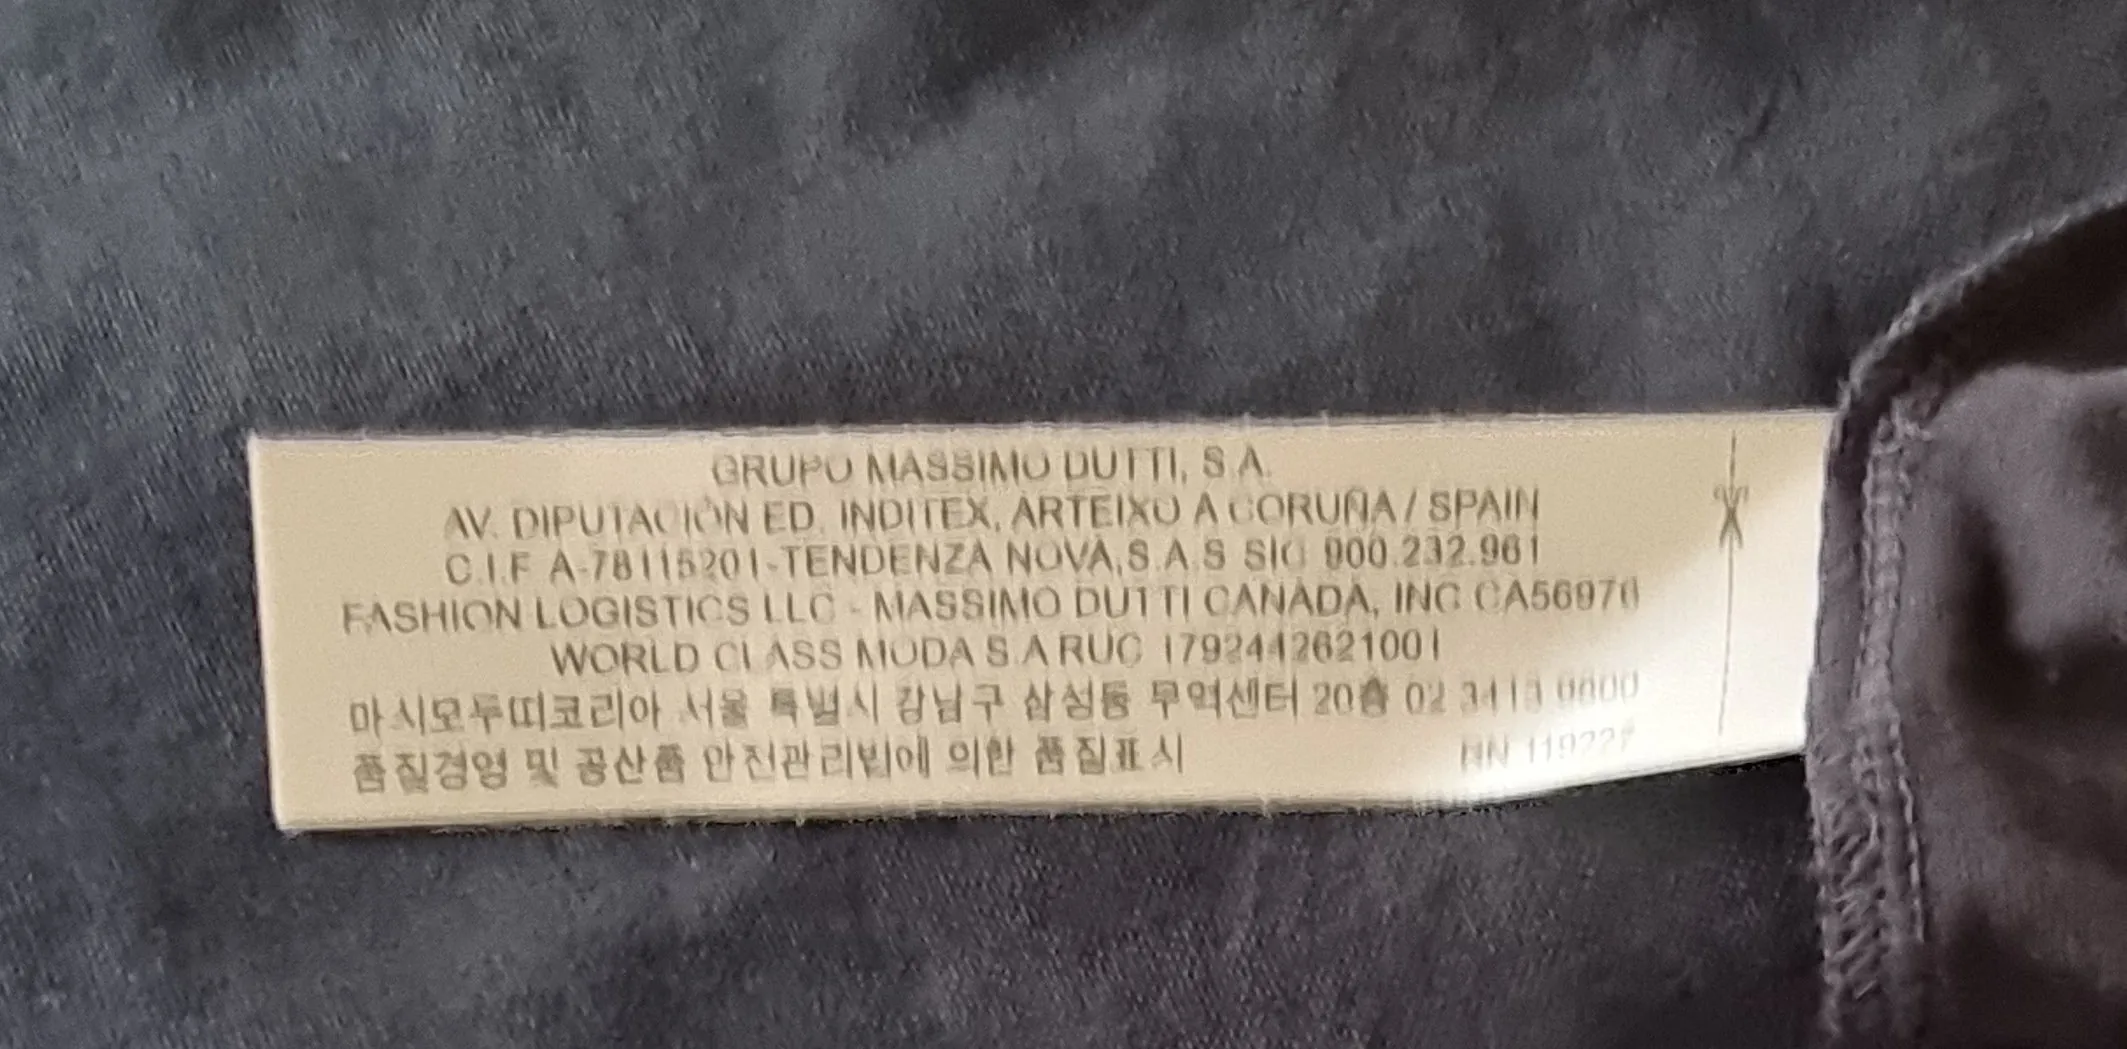 GRUPO MASSIMO DUTTI, S.A.
AV. DIPUTACIÓN ED. INDITEX, ARTEIXO A CORUÑA / SPAIN
C.I.F A-78115201-TENDENZA NOVA,S.A.S SIC 900.232.961
FASHION LOGISTICS LLC - MASSIMO DUTTI CANADA, INC CA56976
WORLD CLASS MODA S.A RUC 1792442621001
마시모두띠코리아 서울 특별시 강남구 삼성동 무역센터 20층 02 3413 9800
품질경영 및 공산품 안전관리법에 의한 품질표시 RN 119227